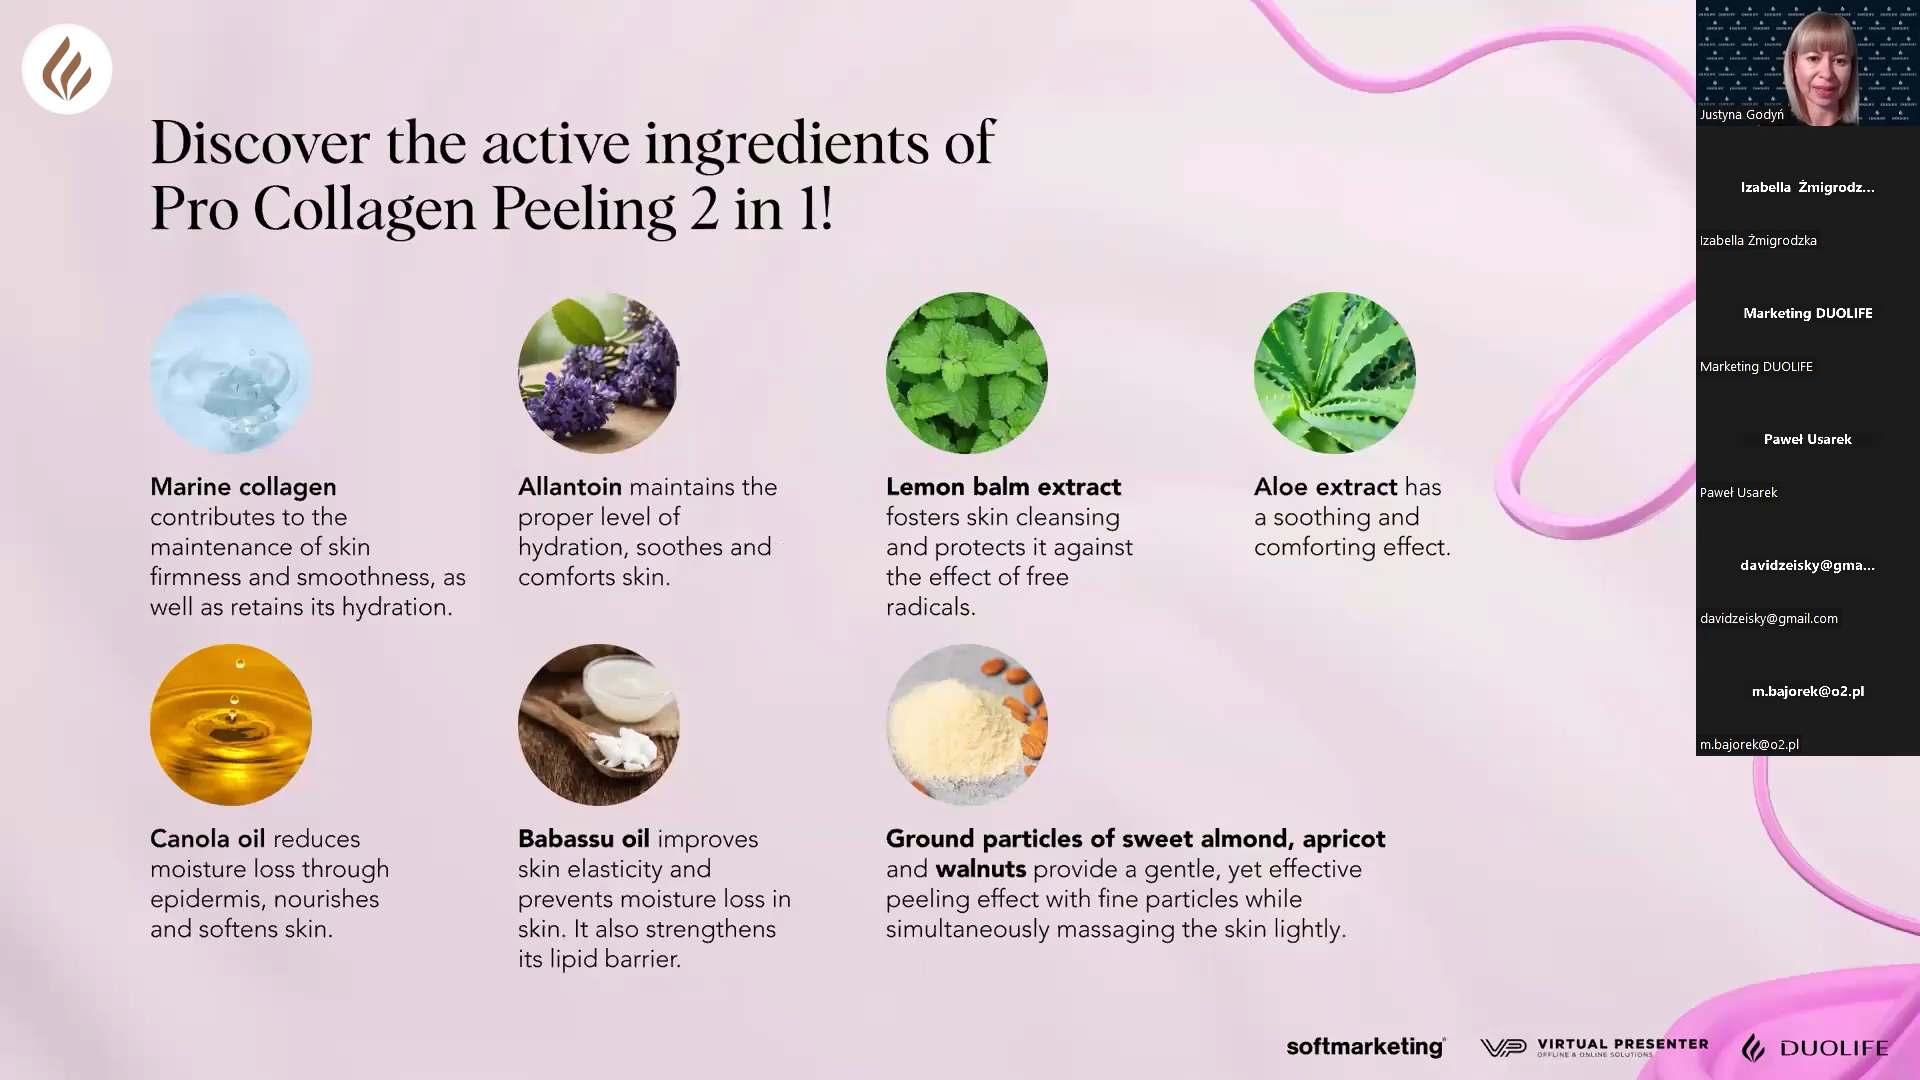 Discover the active ingredients of
Pro Collagen Peeling 2 in 1!
Marine collagen
contributes to the
maintenance of skin
firmness and smoothness, as
well as retains its hydration.
Allantoin maintains the
proper level of
hydration, soothes and
comforts skin.
Lemon balm extract
fosters skin cleansing
and protects it against
the effect of free
radicals.
Aloe extract has
a soothing and
comforting effect.
Canola oil reduces
moisture loss through
epidermis, nourishes
and softens skin.
Babassu oil improves
skin elasticity and
prevents moisture loss in
skin. It also strengthens
its lipid barrier.
Ground particles of sweet almond, apricot
and walnuts provide a gentle, yet effective
peeling effect with fine particles while
simultaneously massaging the skin lightly.
softmarketing
VP VIRTUAL PRESENTER
OFFLINE & ONLINE SOLUTIONS
DUOLIFE
Justyna Godyń
Izabella Żmigrodz...
Izabella Żmigrodzka
Marketing DUOLIFE
Marketing DUOLIFE
Paweł Usarek
Paweł Usarek
davidzeisky@gma...
davidzeisky@gmail.com
m.bajorek@o2.pl
m.bajorek@o2.pl